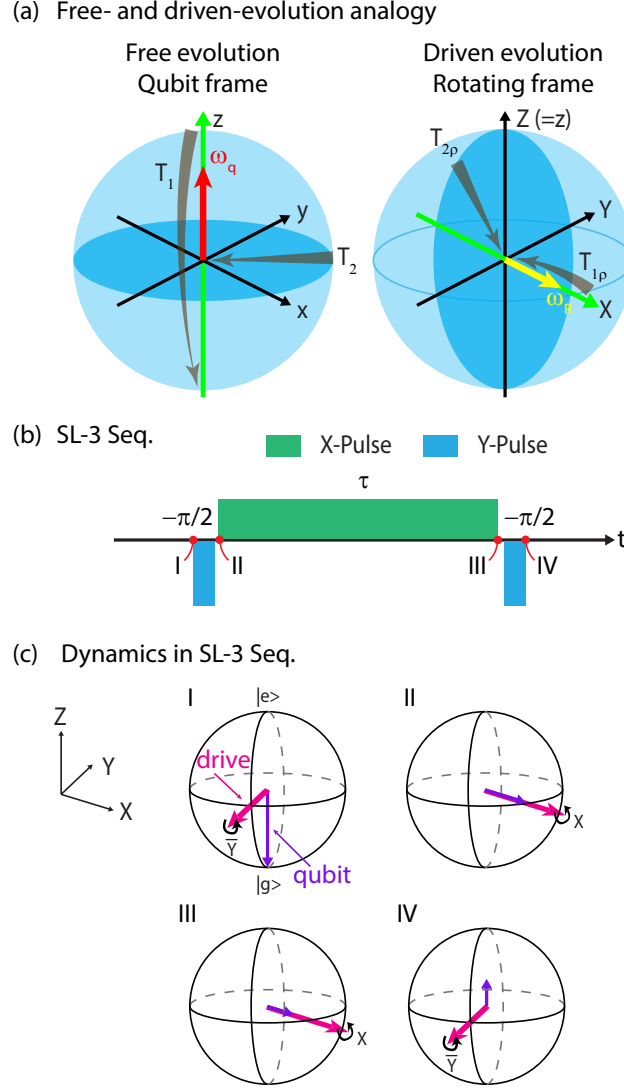 (a) Free- and driven-evolution analogy
Free evolution
Qubit frame
Driven evolution
Rotating frame
z
T1
ωq
y
T2
x
Z (=z)
T2ρ
Y
T1ρ
ωR
X
(b) SL-3 Seq.
X-Pulse
Y-Pulse
τ
−π/2
−π/2
t
I
II
III
IV
(c) Dynamics in SL-3 Seq.
Z
Y
X
I
|e>
drive
Y̅
qubit
|g>
II
X
III
X
IV
Y̅